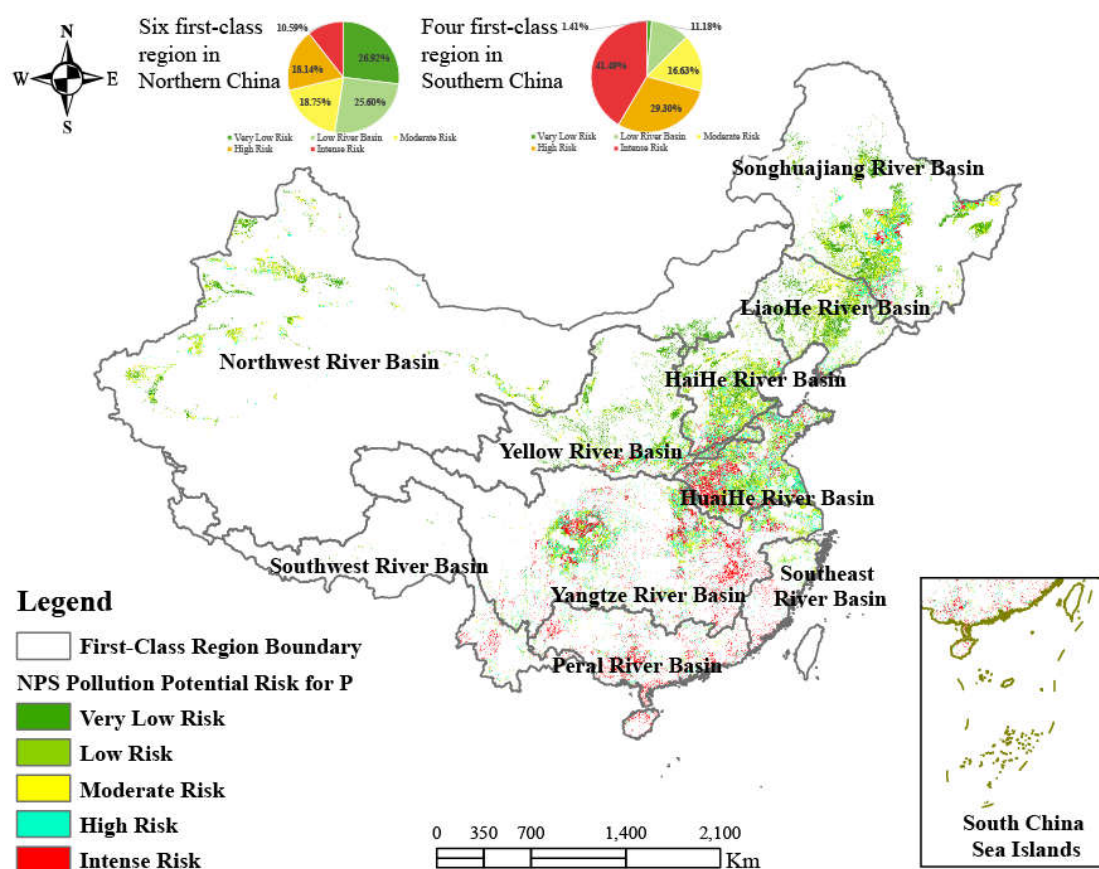 N
W
E
S
Six first-class
region in
Northern China
10.59%
26.92%
18.14%
18.75%
25.60%
Very Low Risk
Low River Basin
Moderate Risk
High Risk
Intense Risk
Four first-class
region in
Southern China
1.41%
11.18%
41.48%
16.63%
29.30%
Very Low Risk
Low River Basin
Moderate Risk
High Risk
Intense Risk
Songhuajiang River Basin
LiaoHe River Basin
Northwest River Basin
HaiHe River Basin
Yellow River Basin
HuaiHe River Basin
Southwest River Basin
Yangtze River Basin
Southeast
River Basin
Peral River Basin
Legend
First-Class Region Boundary
NPS Pollution Potential Risk for P
Very Low Risk
Low Risk
Moderate Risk
High Risk
Intense Risk
0 350 700 1,400 2,100
Km
South China
Sea Islands